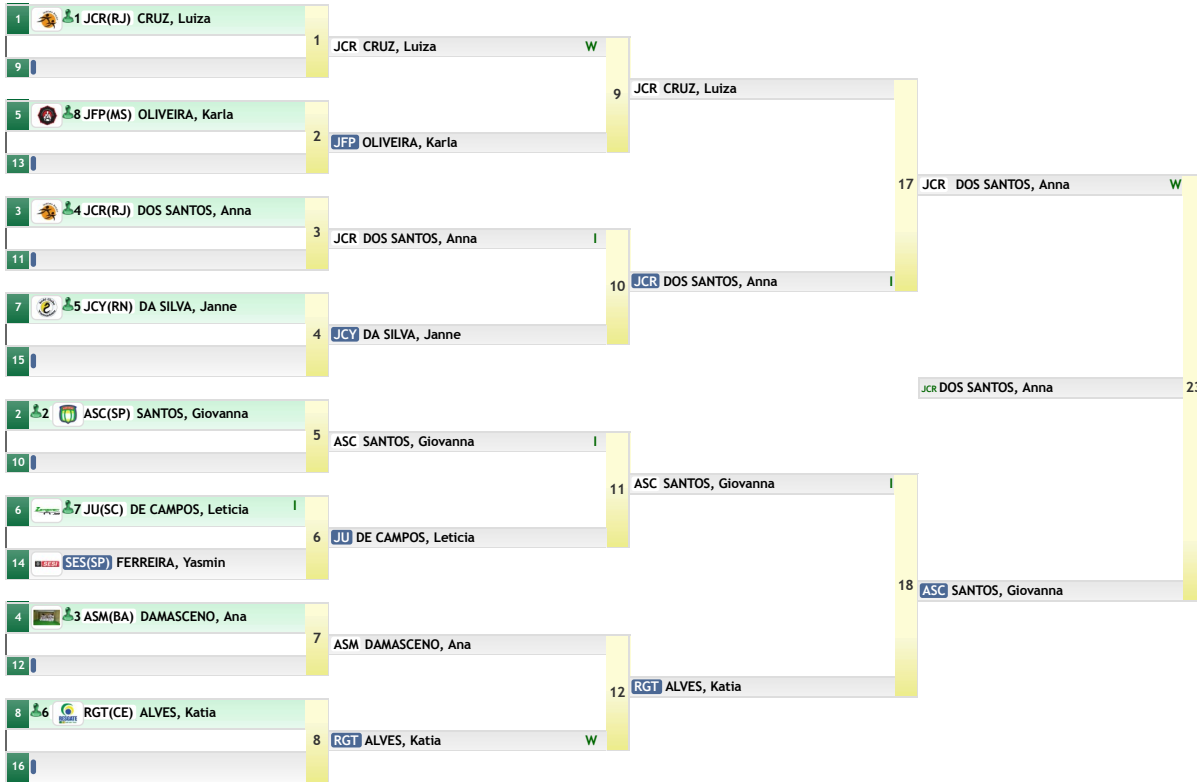 1 1 JCR(RJ) CRUZ, Luiza
1 JCR CRUZ, Luiza W
9
9 JCR CRUZ, Luiza
5 8 JFP(MS) OLIVEIRA, Karla
2 JFP OLIVEIRA, Karla
13
17 JCR DOS SANTOS, Anna W
3 4 JCR(RJ) DOS SANTOS, Anna
3 JCR DOS SANTOS, Anna I
11
10 JCR DOS SANTOS, Anna I
7 5 JCY(RN) DA SILVA, Janne
4 JCY DA SILVA, Janne
15
JCR DOS SANTOS, Anna 23
2 2 ASC(SP) SANTOS, Giovanna
5 ASC SANTOS, Giovanna I
10
11 ASC SANTOS, Giovanna I
6 7 JU(SC) DE CAMPOS, Leticia I
6 JU DE CAMPOS, Leticia
14 SESI SES(SP) FERREIRA, Yasmin
18 ASC SANTOS, Giovanna
4 3 ASM(BA) DAMASCENO, Ana
7 ASM DAMASCENO, Ana
12
12 RGT ALVES, Katia
8 6 RGT(CE) ALVES, Katia
8 RGT ALVES, Katia W
16